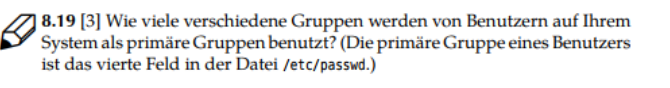 8.19 [3] Wie viele verschiedene Gruppen werden von Benutzern auf Ihrem
System als primäre Gruppen benutzt? (Die primäre Gruppe eines Benutzers
ist das vierte Feld in der Datei /etc/passwd.)